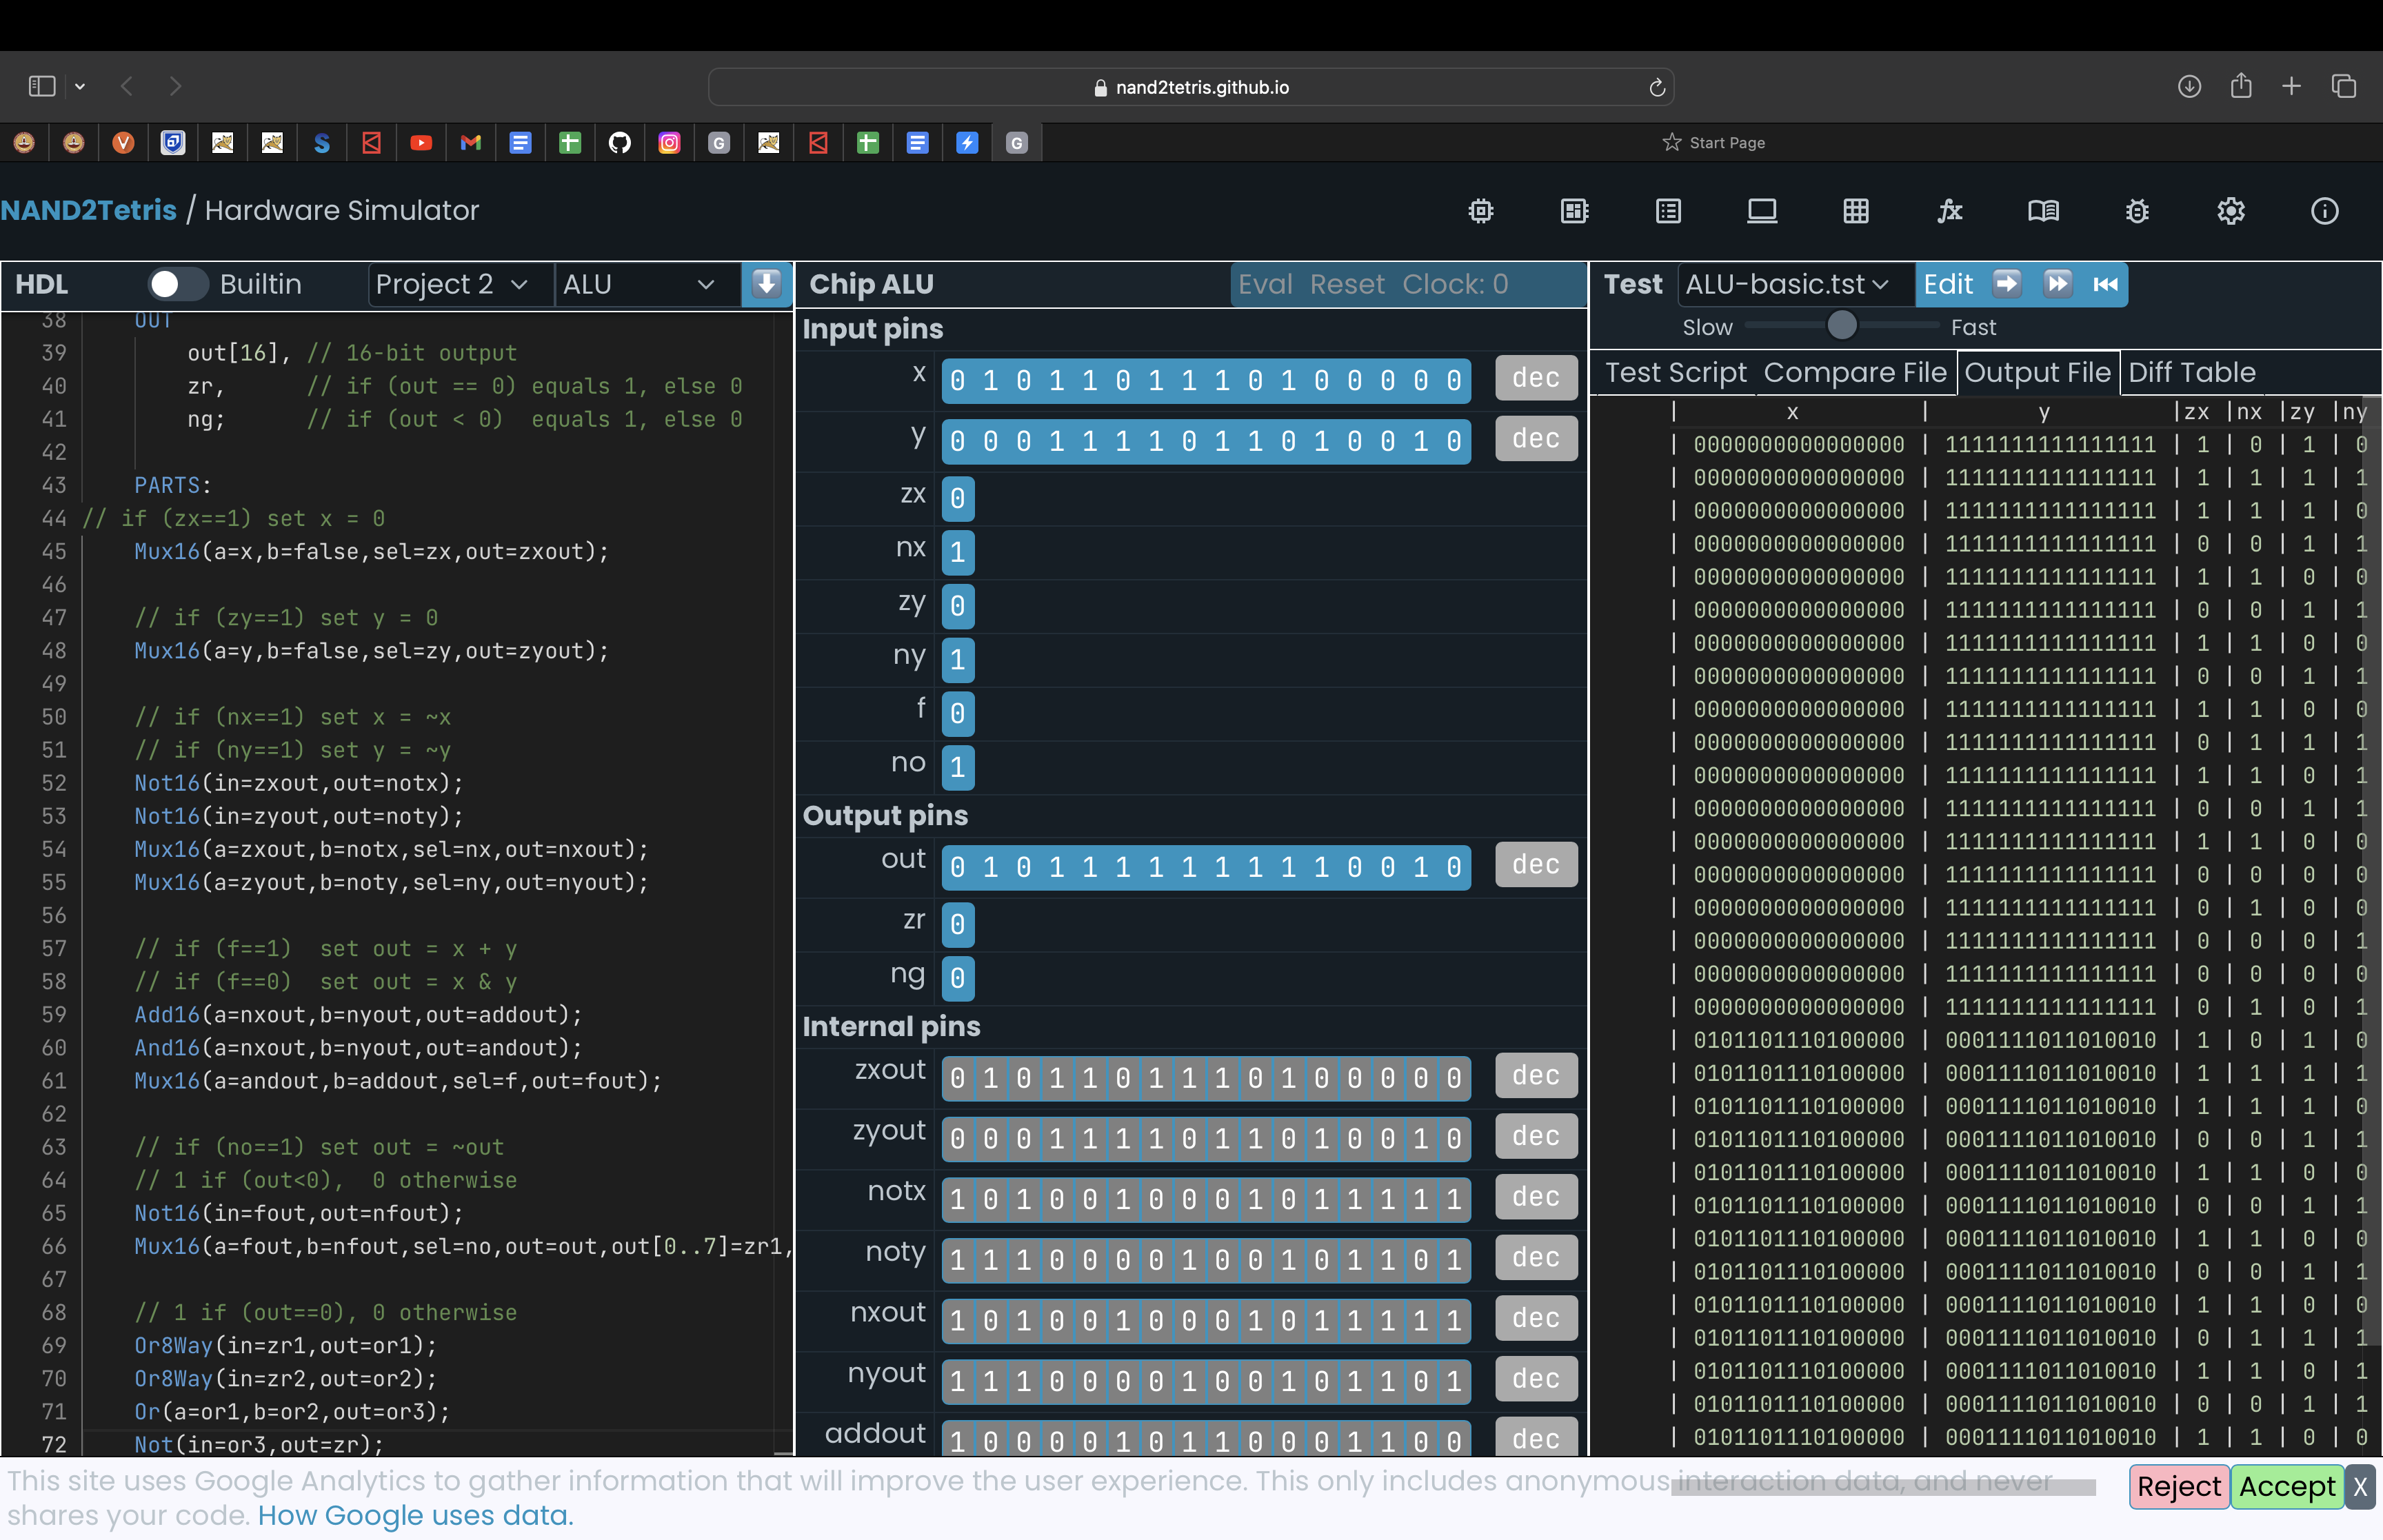 nand2tetris.github.io
Start Page
NAND2Tetris / Hardware Simulator
HDL Builtin Project 2 ALU
38 OUT
39 out[16], // 16-bit output
40 zr, // if (out == 0) equals 1, else 0
41 ng; // if (out < 0) equals 1, else 0
42
43 PARTS:
44 // if (zx==1) set x = 0
45 Mux16(a=x,b=false,sel=zx,out=zxout);
46
47 // if (zy==1) set y = 0
48 Mux16(a=y,b=false,sel=zy,out=zyout);
49
50 // if (nx==1) set x = ~x
51 // if (ny==1) set y = ~y
52 Not16(in=zxout,out=notx);
53 Not16(in=zyout,out=noty);
54 Mux16(a=zxout,b=notx,sel=nx,out=nxout);
55 Mux16(a=zyout,b=noty,sel=ny,out=nyout);
56
57 // if (f==1) set out = x + y
58 // if (f==0) set out = x & y
59 Add16(a=nxout,b=nyout,out=addout);
60 And16(a=nxout,b=nyout,out=andout);
61 Mux16(a=andout,b=addout,sel=f,out=fout);
62
63 // if (no==1) set out = ~out
64 // 1 if (out<0), 0 otherwise
65 Not16(in=fout,out=nfout);
66 Mux16(a=fout,b=nfout,sel=no,out=out,out[0..7]=zr1,
67
68 // 1 if (out==0), 0 otherwise
69 Or8Way(in=zr1,out=or1);
70 Or8Way(in=zr2,out=or2);
71 Or(a=or1,b=or2,out=or3);
72 Not(in=or3,out=zr);
Chip ALU Eval Reset Clock: 0
Input pins
x 0 1 0 1 1 0 1 1 1 0 1 0 0 0 0 0 dec
y 0 0 0 1 1 1 1 0 1 1 0 1 0 0 1 0 dec
zx 0
nx 1
zy 0
ny 1
f 0
no 1
Output pins
out 0 1 0 1 1 1 1 1 1 1 1 1 0 0 1 0 dec
zr 0
ng 0
Internal pins
zxout 0 1 0 1 1 0 1 1 1 0 1 0 0 0 0 0 dec
zyout 0 0 0 1 1 1 1 0 1 1 0 1 0 0 1 0 dec
notx 1 0 1 0 0 1 0 0 0 1 0 1 1 1 1 1 dec
noty 1 1 1 0 0 0 0 1 0 0 1 0 1 1 0 1 dec
nxout 1 0 1 0 0 1 0 0 0 1 0 1 1 1 1 1 dec
nyout 1 1 1 0 0 0 0 1 0 0 1 0 1 1 0 1 dec
addout 1 0 0 0 0 1 0 1 1 0 0 0 1 1 0 0 dec
Test ALU-basic.tst Edit
Slow Fast
Test Script Compare File Output File Diff Table
| x | y |zx |nx |zy |ny
| 0000000000000000 | 1111111111111111 | 1 | 0 | 1 | 0
| 0000000000000000 | 1111111111111111 | 1 | 1 | 1 | 1
| 0000000000000000 | 1111111111111111 | 1 | 1 | 1 | 0
| 0000000000000000 | 1111111111111111 | 0 | 0 | 1 | 1
| 0000000000000000 | 1111111111111111 | 1 | 1 | 0 | 0
| 0000000000000000 | 1111111111111111 | 0 | 0 | 1 | 1
| 0000000000000000 | 1111111111111111 | 1 | 1 | 0 | 0
| 0000000000000000 | 1111111111111111 | 0 | 0 | 1 | 1
| 0000000000000000 | 1111111111111111 | 1 | 1 | 0 | 0
| 0000000000000000 | 1111111111111111 | 0 | 1 | 1 | 1
| 0000000000000000 | 1111111111111111 | 1 | 1 | 0 | 1
| 0000000000000000 | 1111111111111111 | 0 | 0 | 1 | 1
| 0000000000000000 | 1111111111111111 | 1 | 1 | 0 | 0
| 0000000000000000 | 1111111111111111 | 0 | 0 | 0 | 0
| 0000000000000000 | 1111111111111111 | 0 | 1 | 0 | 0
| 0000000000000000 | 1111111111111111 | 0 | 0 | 0 | 1
| 0000000000000000 | 1111111111111111 | 0 | 0 | 0 | 0
| 0000000000000000 | 1111111111111111 | 0 | 1 | 0 | 1
| 0101101110100000 | 0001111011010010 | 1 | 0 | 1 | 0
| 0101101110100000 | 0001111011010010 | 1 | 1 | 1 | 1
| 0101101110100000 | 0001111011010010 | 1 | 1 | 1 | 0
| 0101101110100000 | 0001111011010010 | 0 | 0 | 1 | 1
| 0101101110100000 | 0001111011010010 | 1 | 1 | 0 | 0
| 0101101110100000 | 0001111011010010 | 0 | 0 | 1 | 1
| 0101101110100000 | 0001111011010010 | 1 | 1 | 0 | 0
| 0101101110100000 | 0001111011010010 | 0 | 0 | 1 | 1
| 0101101110100000 | 0001111011010010 | 1 | 1 | 0 | 0
| 0101101110100000 | 0001111011010010 | 0 | 1 | 1 | 1
| 0101101110100000 | 0001111011010010 | 1 | 1 | 0 | 1
| 0101101110100000 | 0001111011010010 | 0 | 0 | 1 | 1
| 0101101110100000 | 0001111011010010 | 1 | 1 | 0 | 0
This site uses Google Analytics to gather information that will improve the user experience. This only includes anonymous interaction data, and never
shares your code. How Google uses data.
Reject Accept X